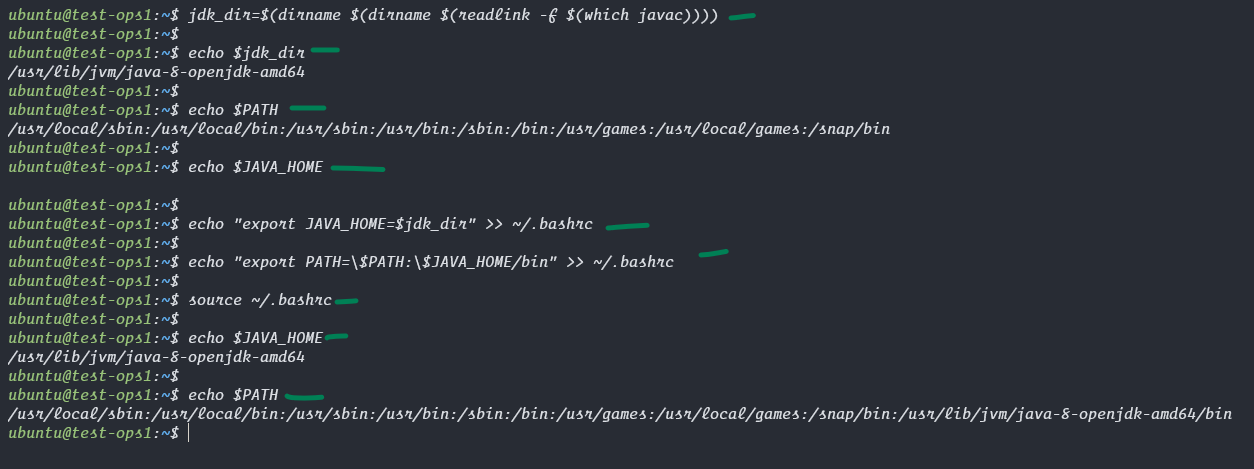 ubuntu@test-ops1:~$ jdk_dir=$(dirname $(dirname $(readlink -f $(which javac))))
ubuntu@test-ops1:~$
ubuntu@test-ops1:~$ echo $jdk_dir
/usr/lib/jvm/java-8-openjdk-amd64
ubuntu@test-ops1:~$
ubuntu@test-ops1:~$ echo $PATH
/usr/local/sbin:/usr/local/bin:/usr/sbin:/usr/bin:/sbin:/bin:/usr/games:/usr/local/games:/snap/bin
ubuntu@test-ops1:~$
ubuntu@test-ops1:~$ echo $JAVA_HOME
ubuntu@test-ops1:~$
ubuntu@test-ops1:~$ echo "export JAVA_HOME=$jdk_dir" >> ~/.bashrc
ubuntu@test-ops1:~$
ubuntu@test-ops1:~$ echo "export PATH=\$PATH:\$JAVA_HOME/bin" >> ~/.bashrc
ubuntu@test-ops1:~$
ubuntu@test-ops1:~$ source ~/.bashrc
ubuntu@test-ops1:~$
ubuntu@test-ops1:~$ echo $JAVA_HOME
/usr/lib/jvm/java-8-openjdk-amd64
ubuntu@test-ops1:~$
ubuntu@test-ops1:~$ echo $PATH
/usr/local/sbin:/usr/local/bin:/usr/sbin:/usr/bin:/sbin:/bin:/usr/games:/usr/local/games:/snap/bin:/usr/lib/jvm/java-8-openjdk-amd64/bin
ubuntu@test-ops1:~$